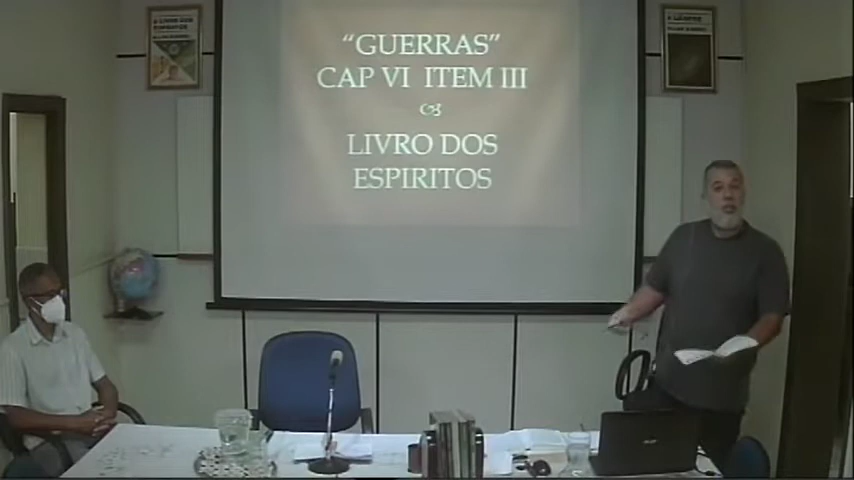 “GUERRAS”
CAP VI ITEM III
LIVRO DOS
ESPIRITOS